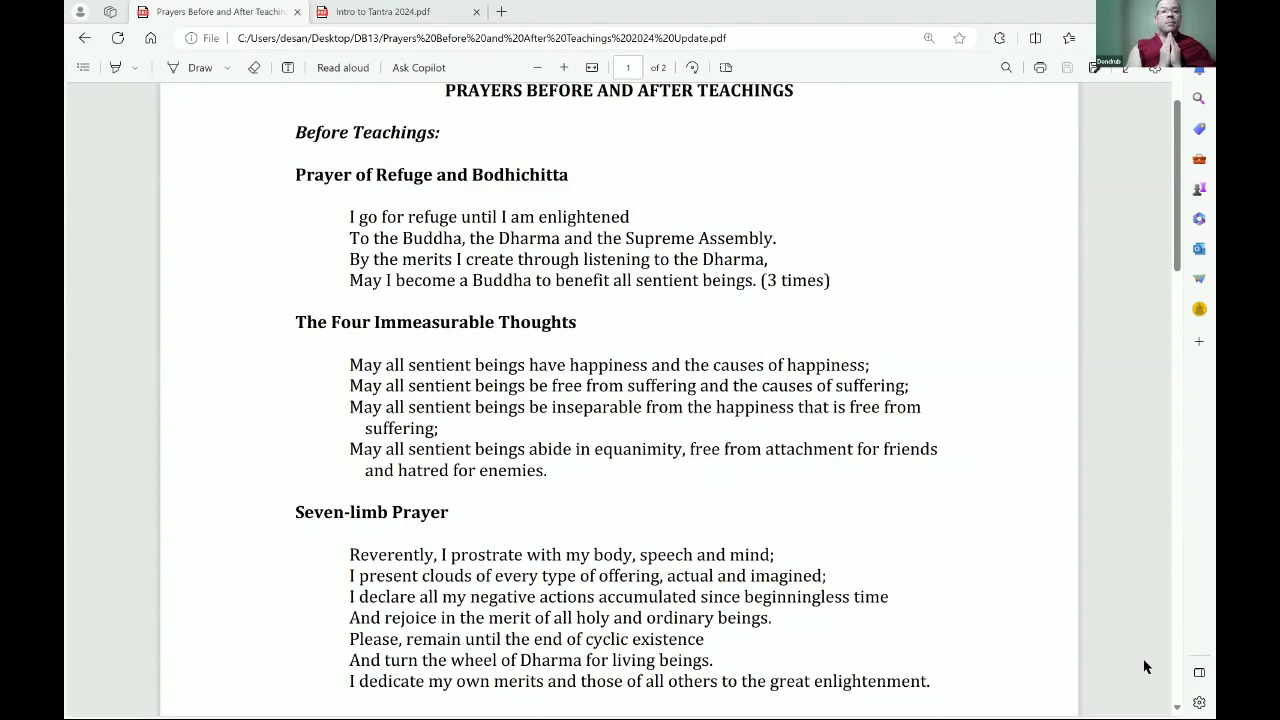 Prayers Before and After Teachin
Intro to Tantra 2024.pdf
File
C:/Users/desan/Desktop/DB13/Prayers%20Before%20and%20After%20Teachings%202024%20Update.pdf
Draw
Read aloud
Ask Copilot
1
of 2
Dendrub
PRAYERS BEFORE AND AFTER TEACHINGS
Before Teachings:
Prayer of Refuge and Bodhichitta
I go for refuge until I am enlightened
To the Buddha, the Dharma and the Supreme Assembly.
By the merits I create through listening to the Dharma,
May I become a Buddha to benefit all sentient beings. (3 times)
The Four Immeasurable Thoughts
May all sentient beings have happiness and the causes of happiness;
May all sentient beings be free from suffering and the causes of suffering;
May all sentient beings be inseparable from the happiness that is free from
suffering;
May all sentient beings abide in equanimity, free from attachment for friends
and hatred for enemies.
Seven-limb Prayer
Reverently, I prostrate with my body, speech and mind;
I present clouds of every type of offering, actual and imagined;
I declare all my negative actions accumulated since beginningless time
And rejoice in the merit of all holy and ordinary beings.
Please, remain until the end of cyclic existence
And turn the wheel of Dharma for living beings.
I dedicate my own merits and those of all others to the great enlightenment.